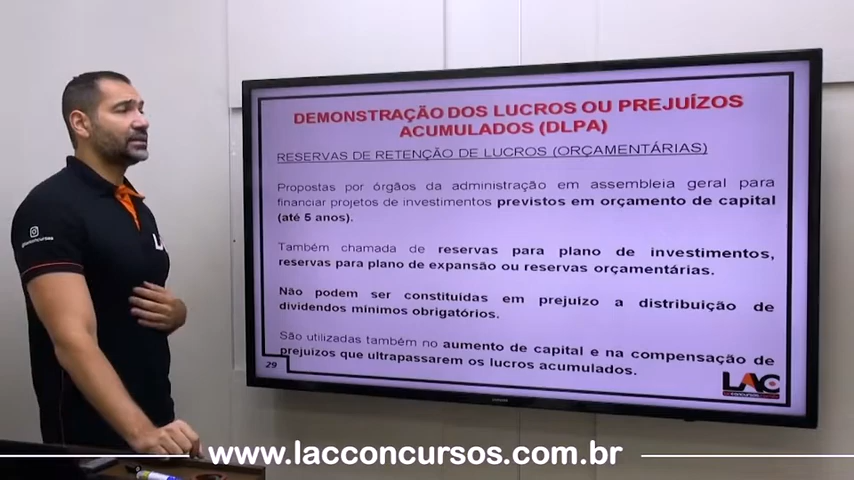 DEMONSTRAÇÃO DOS LUCROS OU PREJUÍZOS
ACUMULADOS (DLPA)
RESERVAS DE RETENÇÃO DE LUCROS (ORÇAMENTÁRIAS)
Propostas por órgãos da administração em assembleia geral para
financiar projetos de investimentos previstos em orçamento de capital
(até 5 anos).
Também chamada de reservas para plano de investimentos,
reservas para plano de expansão ou reservas orçamentárias.
Não podem ser constituídas em prejuízo a distribuição de
dividendos mínimos obrigatórios.
São utilizadas também no aumento de capital e na compensação de
prejuízos que ultrapassarem os lucros acumulados.
29
LAC
www.lacconcursos.com.br